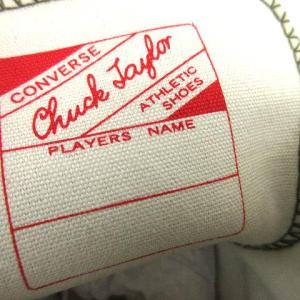 CONVERSE
Chuck Taylor
ATHLETIC
SHOES
PLAYERS NAME